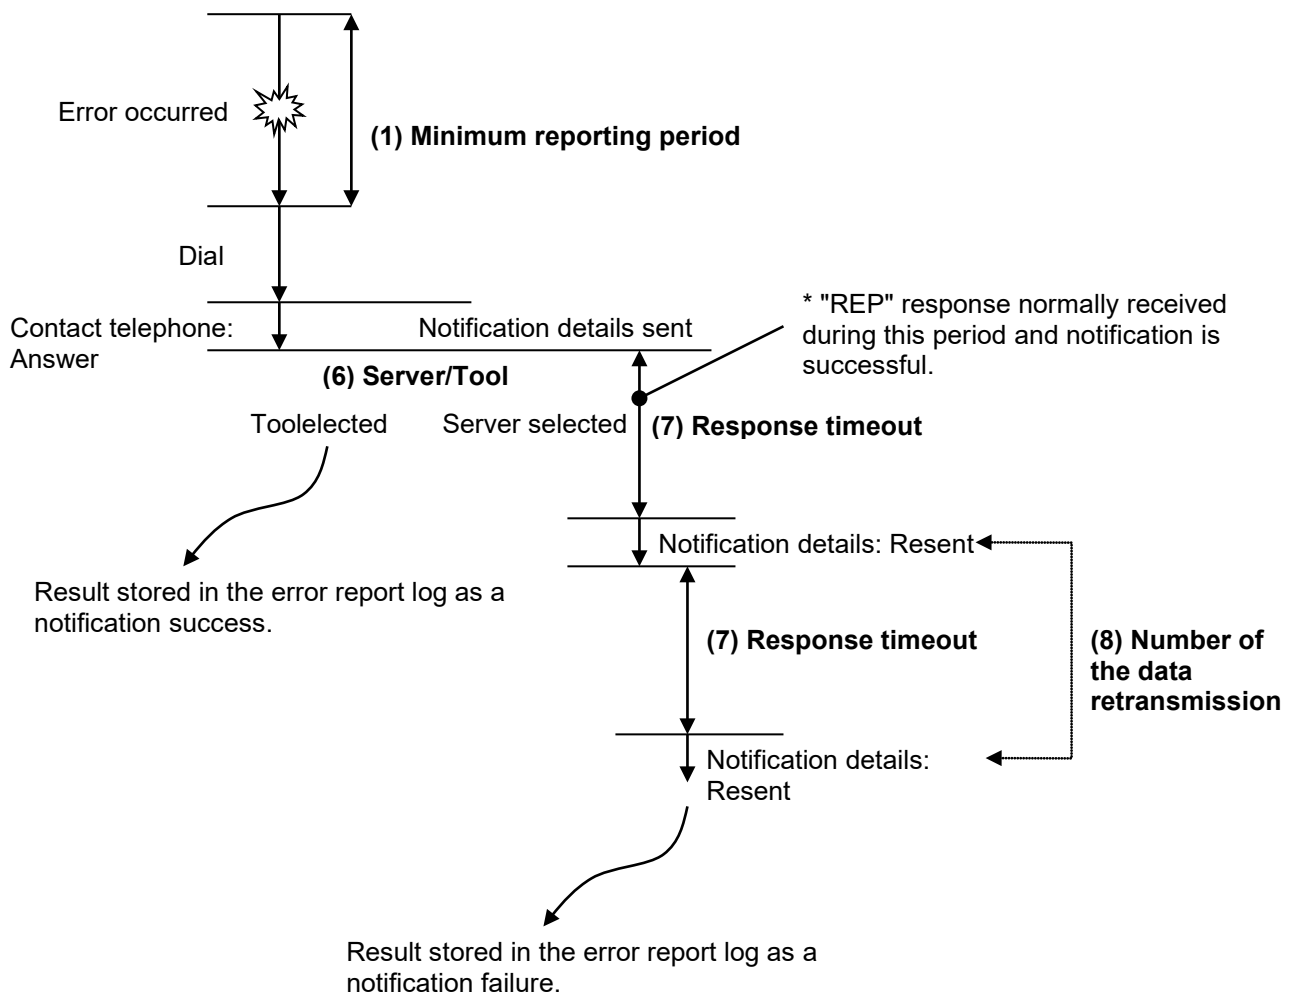 Error occurred
(1) Minimum reporting period
Dial
* "REP" response normally received
during this period and notification is
successful.
Contact telephone:
Answer
Notification details sent
(6) Server/Tool
Toolelected
Server selected
(7) Response timeout
Notification details: Resent
Result stored in the error report log as a
notification success.
(7) Response timeout
(8) Number of
the data
retransmission
Notification details:
Resent
Result stored in the error report log as a
notification failure.